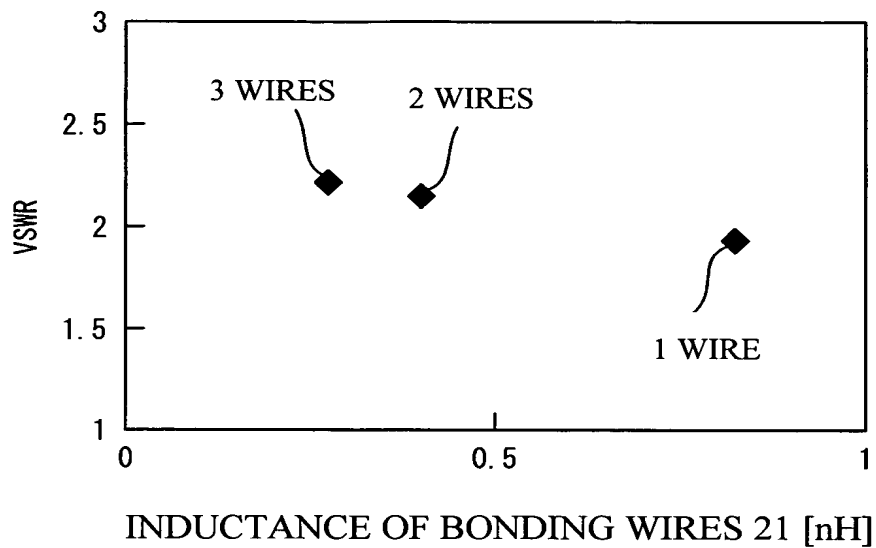 3
3 WIRES
2 WIRES
2.5
VSWR
2
1.5
1 WIRE
1
0
0.5
1
INDUCTANCE OF BONDING WIRES 21 [nH]